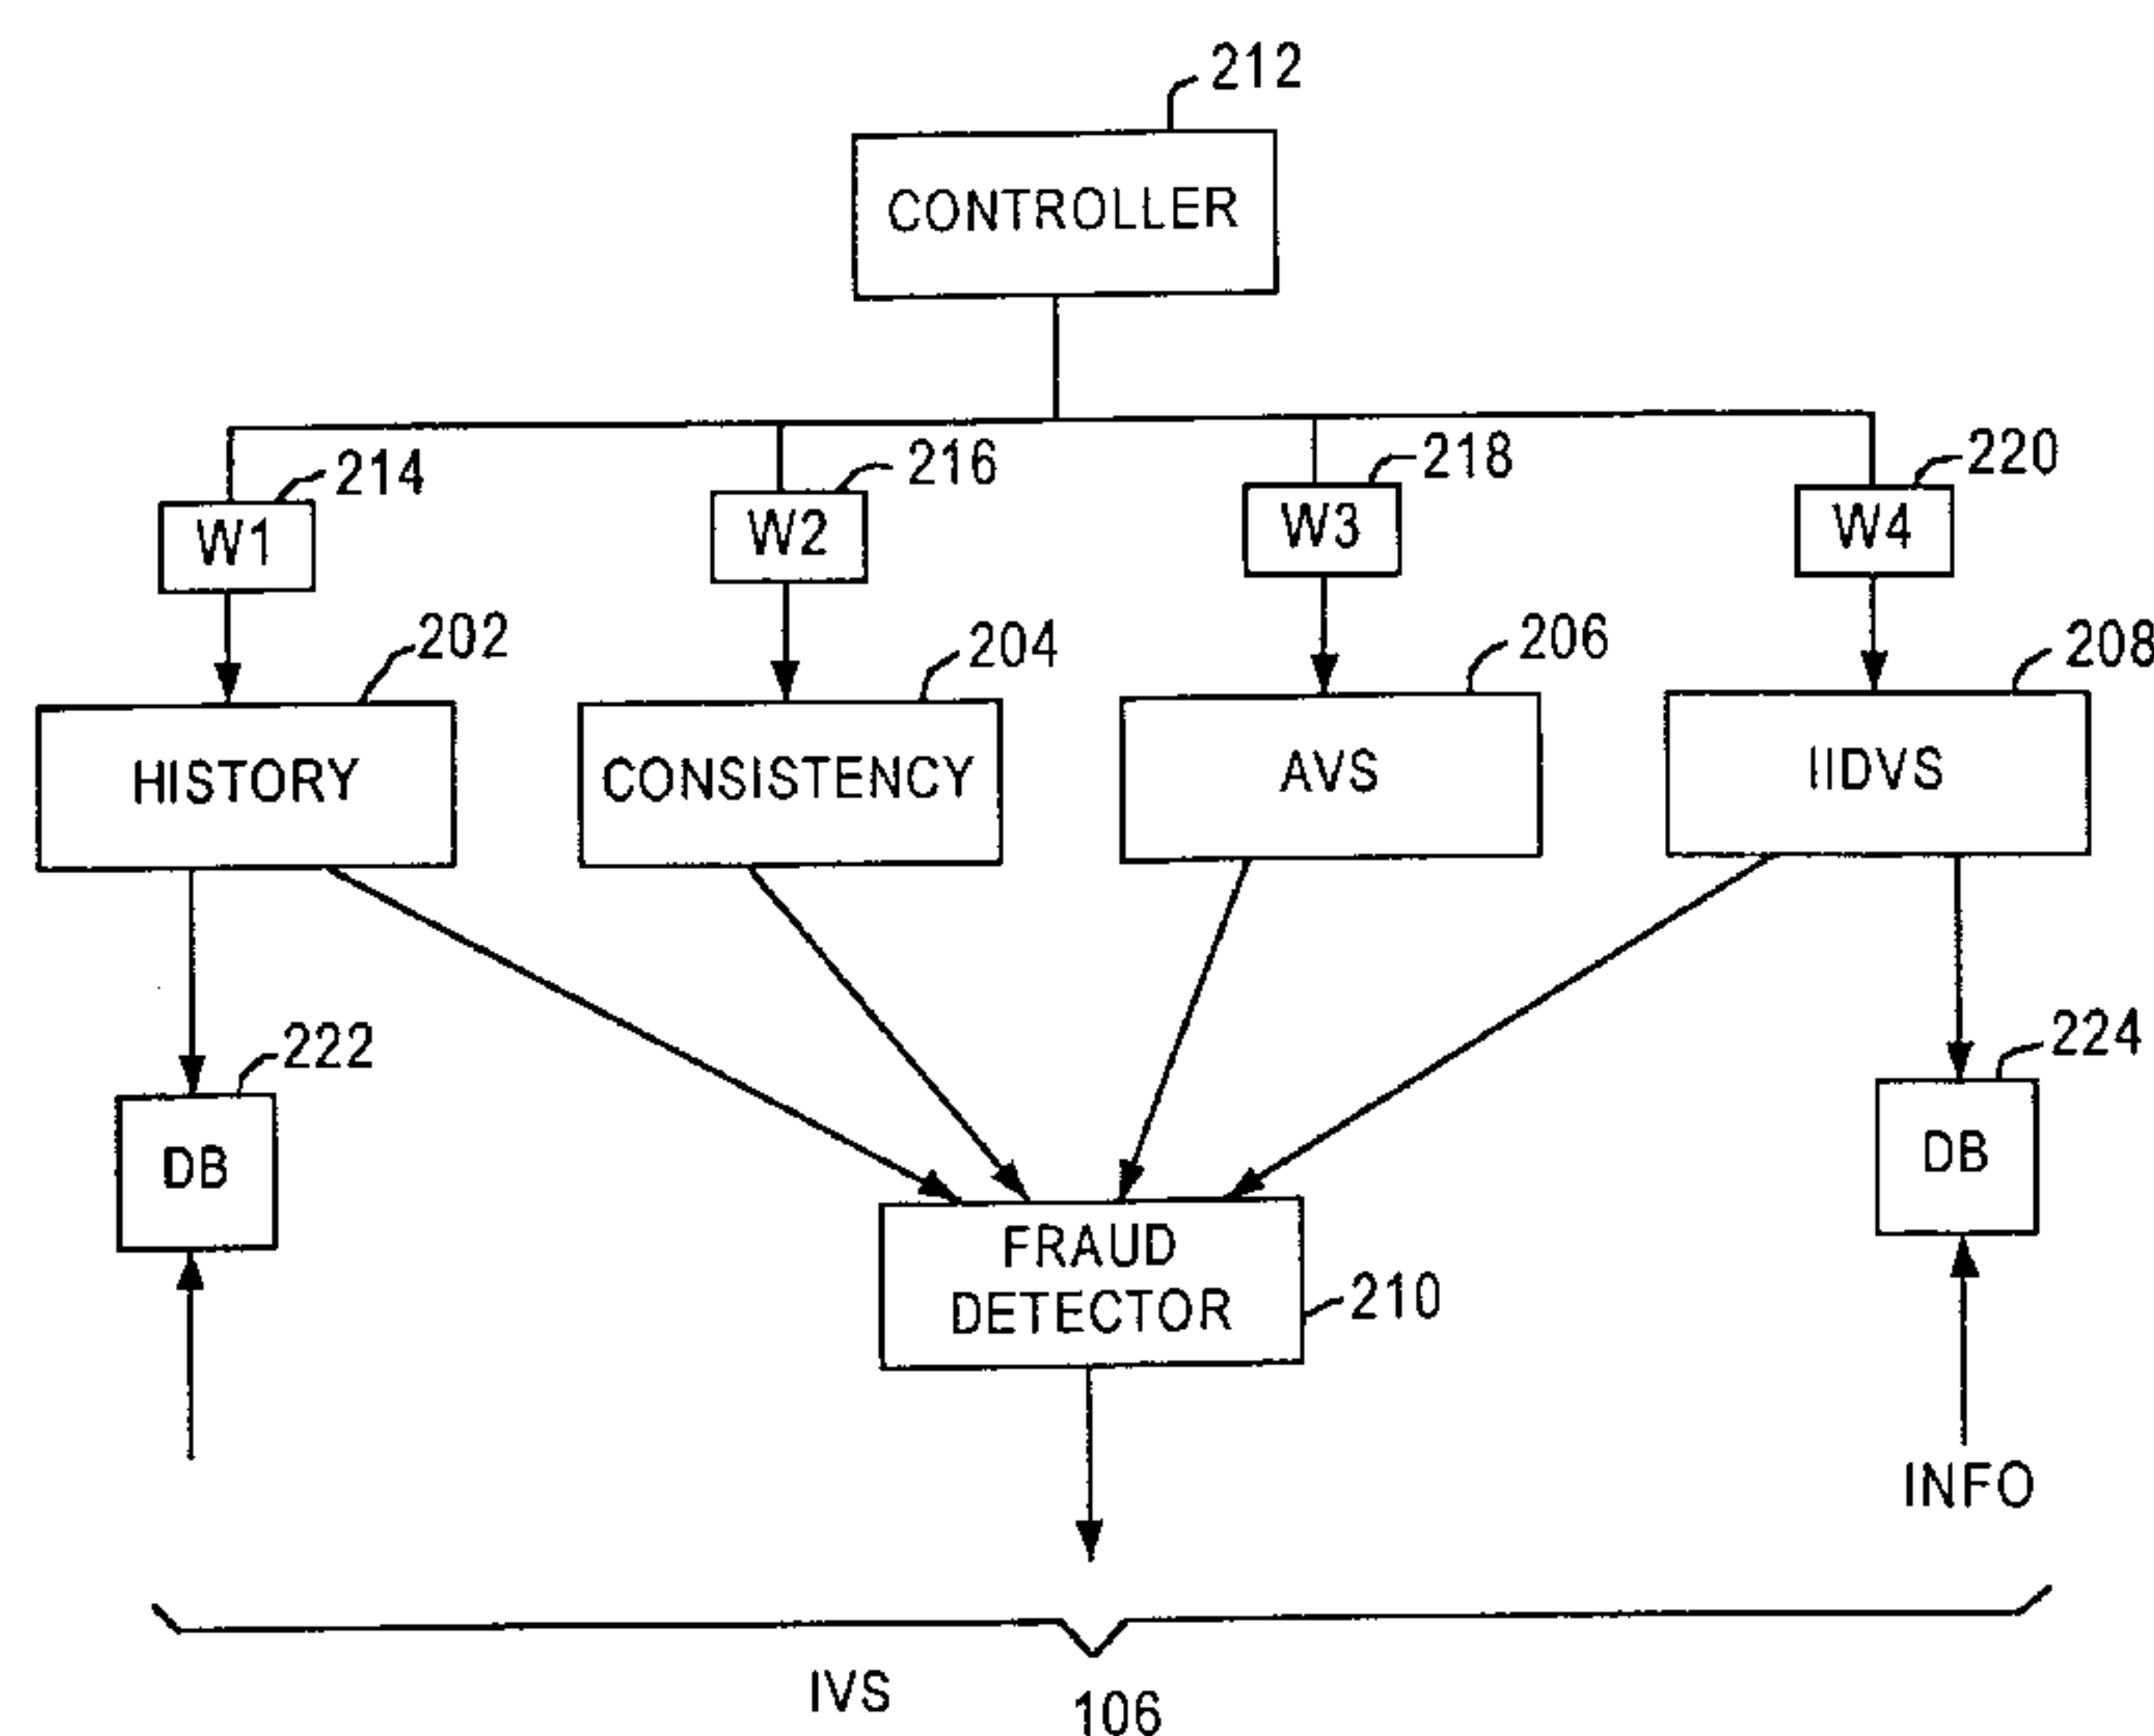 212
CONTROLLER
214
216
218
220
W1
W2
W3
W4
202
204
206
208
HISTORY
CONSISTENCY
AVS
IIDVS
222
224
DB
DB
FRAUD
DETECTOR
210
INFO
IVS
106